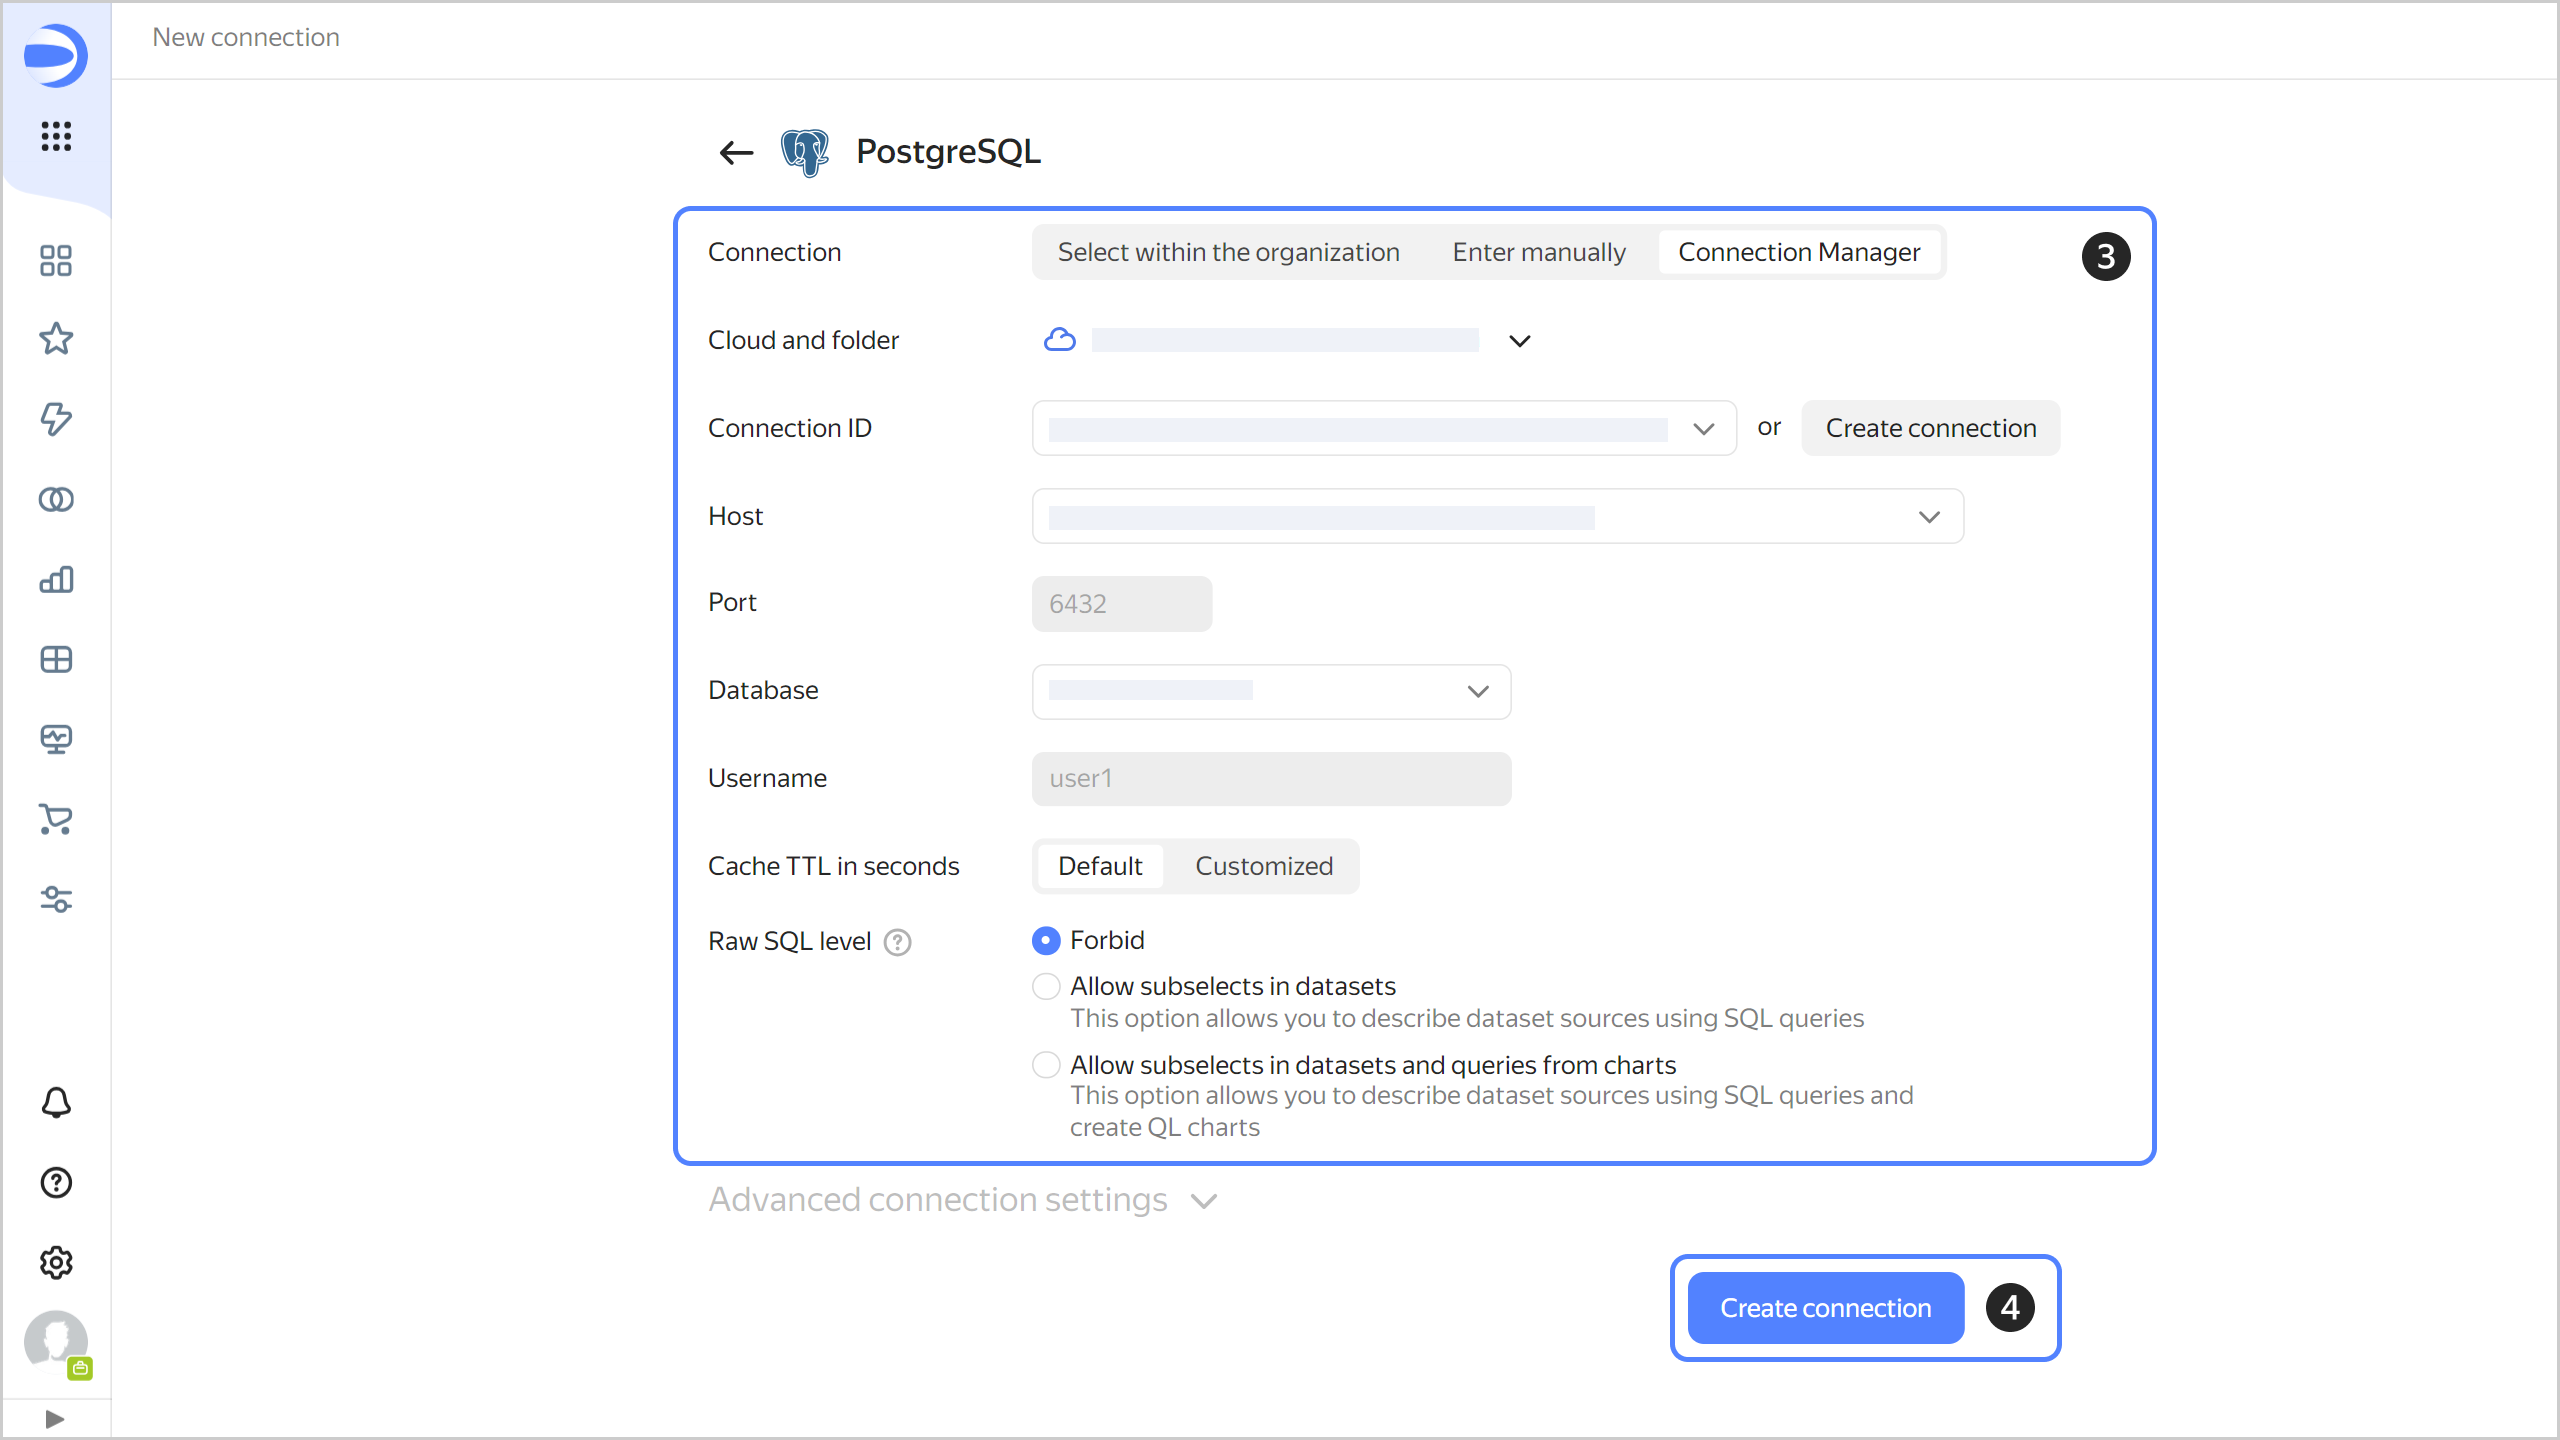 New connection
PostgreSQL
Connection
Select within the organization
Enter manually
Connection Manager
3
Cloud and folder
Connection ID
or
Create connection
Host
Port
6432
Database
Username
user1
Cache TTL in seconds
Default
Customized
Raw SQL level
Forbid
Allow subselects in datasets
This option allows you to describe dataset sources using SQL queries
Allow subselects in datasets and queries from charts
This option allows you to describe dataset sources using SQL queries and
create QL charts
Advanced connection settings
Create connection
4